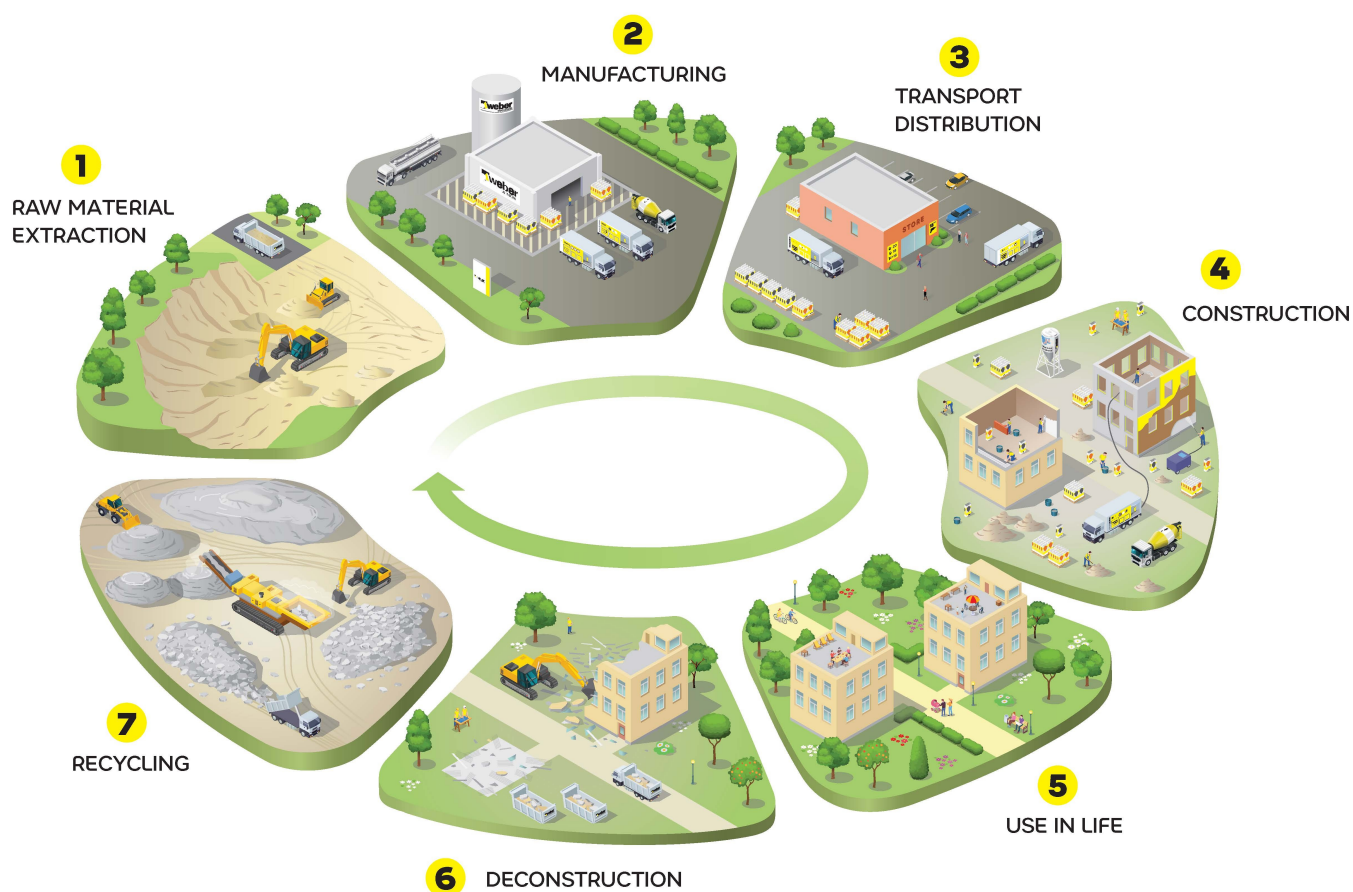 1
RAW MATERIAL
EXTRACTION
2
MANUFACTURING
weber
weber
3
TRANSPORT
DISTRIBUTION
STORE
4
CONSTRUCTION
5
USE IN LIFE
6
DECONSTRUCTION
7
RECYCLING